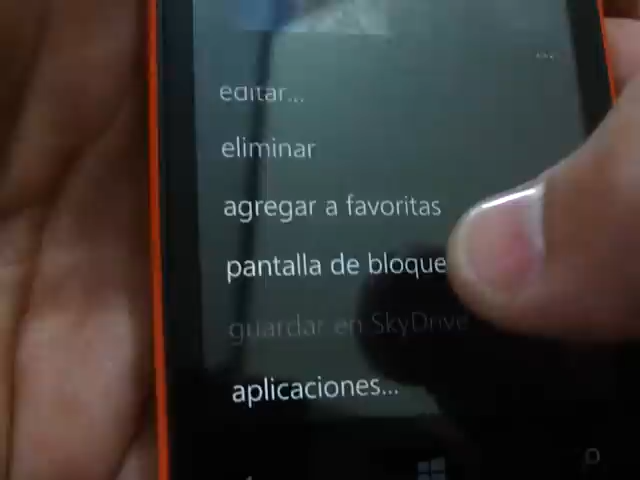 ...
editar...
eliminar
agregar a favoritas
pantalla de bloque
guardar en SkyDrive
aplicaciones...